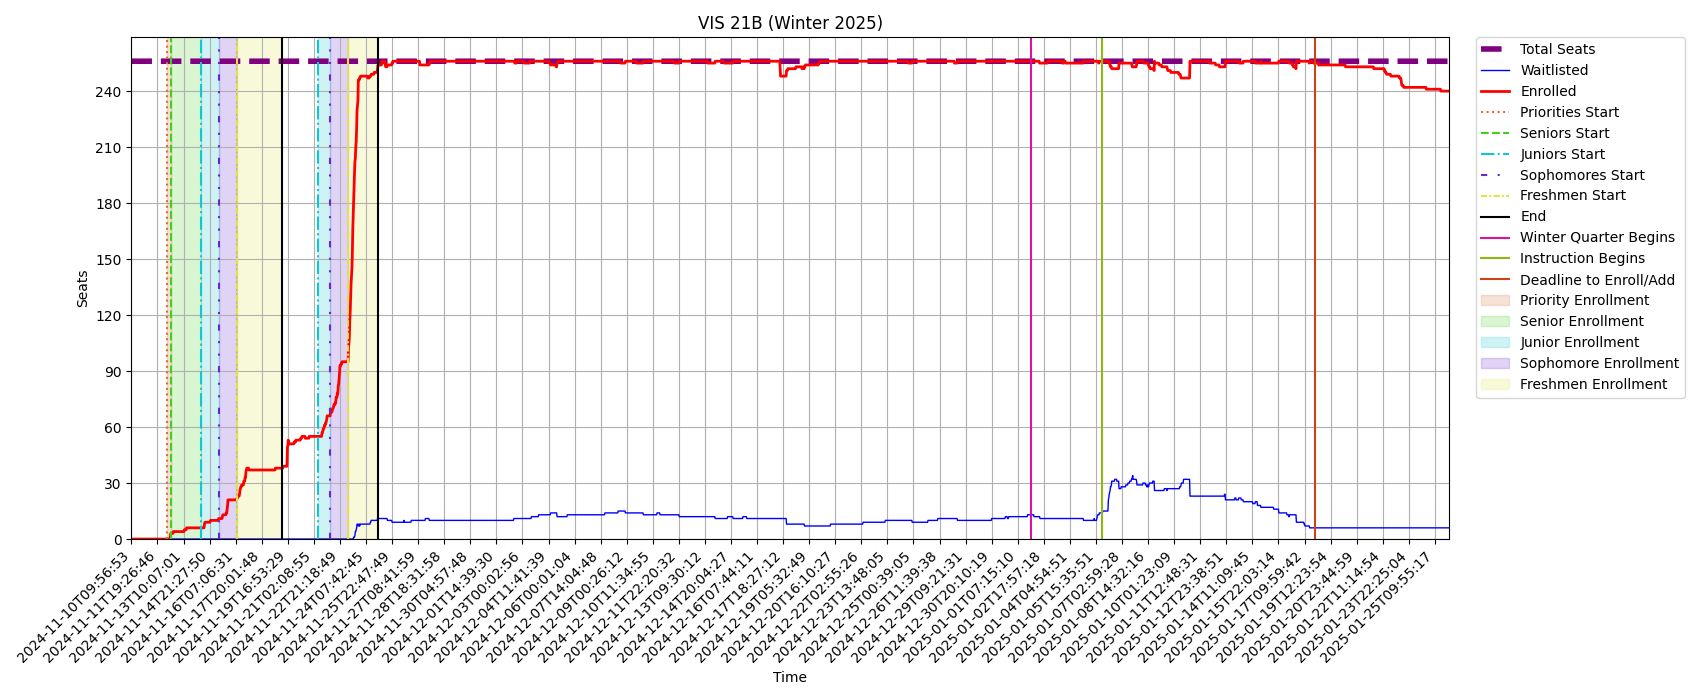 VIS 21B (Winter 2025)
Seats
240
210
180
150
120
90
60
30
0
2024-11-10T09:56:53
2024-11-11T19:26:46
2024-11-13T10:07:01
2024-11-14T21:27:50
2024-11-16T07:06:31
2024-11-17T20:01:48
2024-11-19T16:53:29
2024-11-21T02:08:55
2024-11-22T21:18:49
2024-11-24T07:42:45
2024-11-25T22:47:49
2024-11-27T08:41:59
2024-11-28T18:31:58
2024-11-30T04:57:48
2024-12-01T14:39:30
2024-12-03T00:02:56
2024-12-04T11:41:39
2024-12-06T00:01:04
2024-12-07T14:04:48
2024-12-09T00:26:12
2024-12-10T11:34:55
2024-12-11T22:20:32
2024-12-13T09:30:12
2024-12-14T20:04:27
2024-12-16T07:44:11
2024-12-17T18:27:12
2024-12-19T05:32:49
2024-12-20T16:10:27
2024-12-22T02:55:26
2024-12-23T13:48:05
2024-12-25T00:39:05
2024-12-26T11:39:38
2024-12-29T09:21:31
2024-12-30T20:10:19
2025-01-01T07:15:10
2025-01-02T17:57:18
2025-01-04T04:54:51
2025-01-05T15:35:51
2025-01-07T02:59:28
2025-01-08T14:32:16
2025-01-10T01:23:09
2025-01-11T12:48:31
2025-01-12T23:38:51
2025-01-14T11:09:45
2025-01-15T22:03:14
2025-01-17T09:59:42
2025-01-19T12:23:54
2025-01-20T23:44:59
2025-01-22T11:14:54
2025-01-23T22:25:04
2025-01-25T09:55:17
Time
Total Seats
Waitlisted
Enrolled
Priorities Start
Seniors Start
Juniors Start
Sophomores Start
Freshmen Start
End
Winter Quarter Begins
Instruction Begins
Deadline to Enroll/Add
Priority Enrollment
Senior Enrollment
Junior Enrollment
Sophomore Enrollment
Freshmen Enrollment